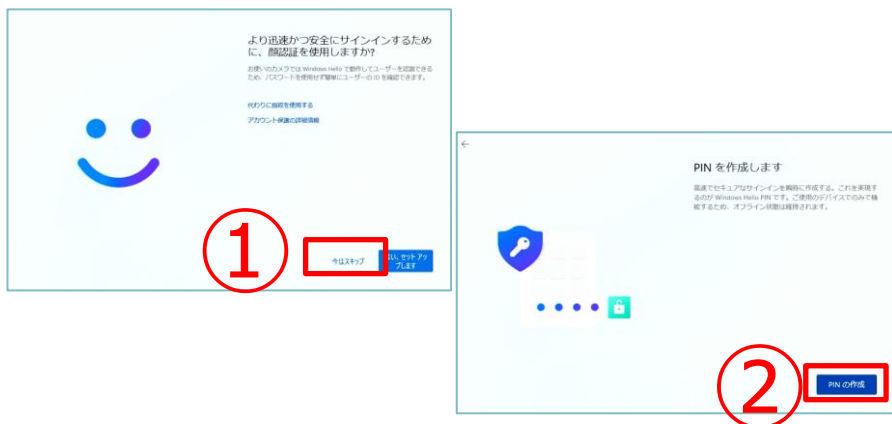 より迅速かつ安全にサインインするため
に、顔認証を使用しますか?
お使いのカメラでは Windows Hello で動作してユーザーを認識できる
ため、パスワードを使用せず簡単にユーザーの ID を確認できます。
代わりに指紋を使用する
アカウント保護の詳細情報
①
今はスキップ
はい、セット アッ
プします
PIN を作成します
高速でセキュアなサインインを瞬時に作成する。これを実現す
るのが Windows Hello PIN です。ご使用のデバイスでのみで機
能するため、オフライン状態は維持されます。
②
PIN の作成